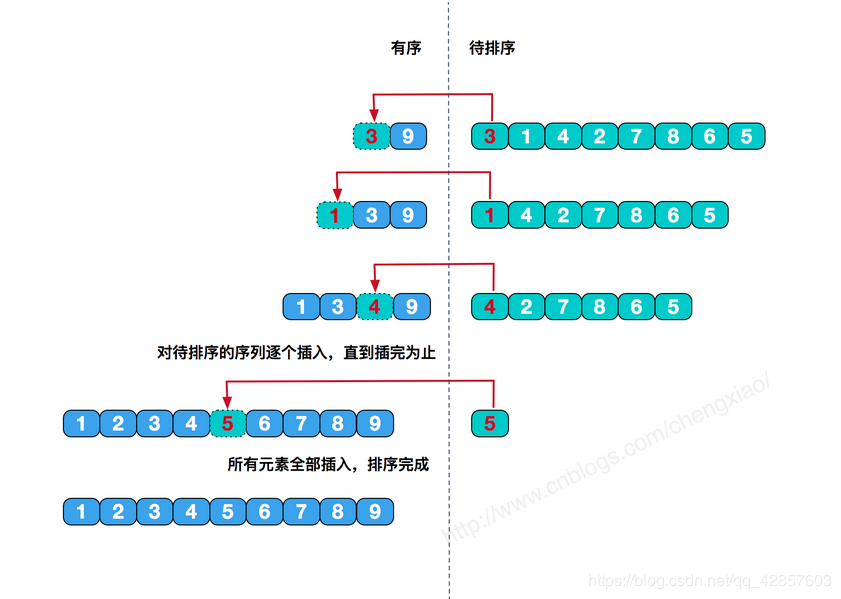 有序 待排序
3 9 3 1 4 2 7 8 6 5
1 3 9 1 4 2 7 8 6 5
1 3 4 9 4 2 7 8 6 5
对待排序的序列逐个插入，直到插完为止
1 2 3 4 5 6 7 8 9 5
所有元素全部插入，排序完成
1 2 3 4 5 6 7 8 9
http://www.cnblogs.com/chengxiao/
https://blog.csdn.net/qq_42857603